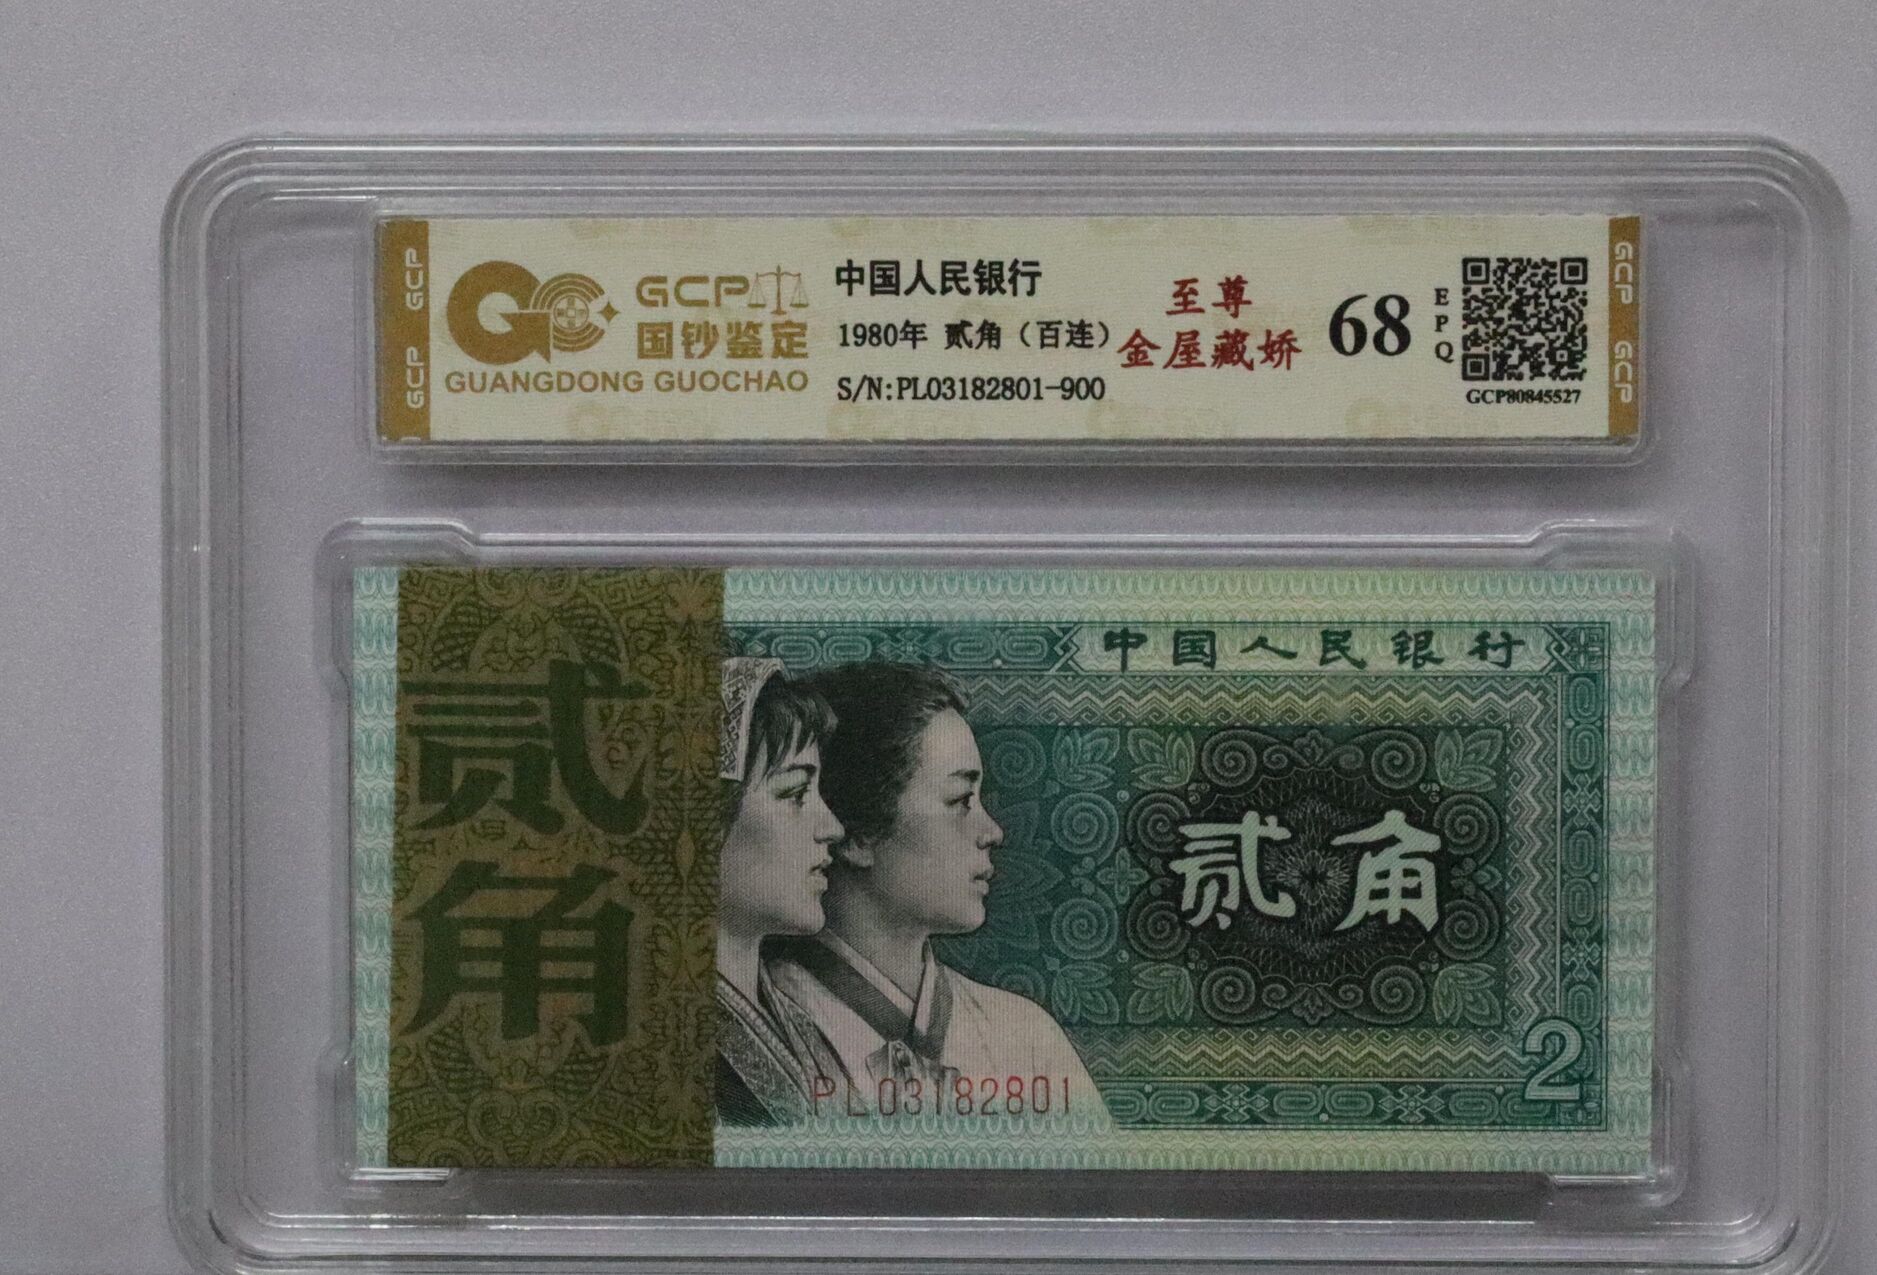 GCP
GCP
GCP
国钞鉴定
GUANGDONG GUOCHAO
中国人民银行
1980年 贰角（百连）
S/N:PL03182801-900
至尊
金屋藏娇
68
EPQ
GCP80845527
GCP
GCP
贰角
中国人民银行
贰角
2
PL03182801